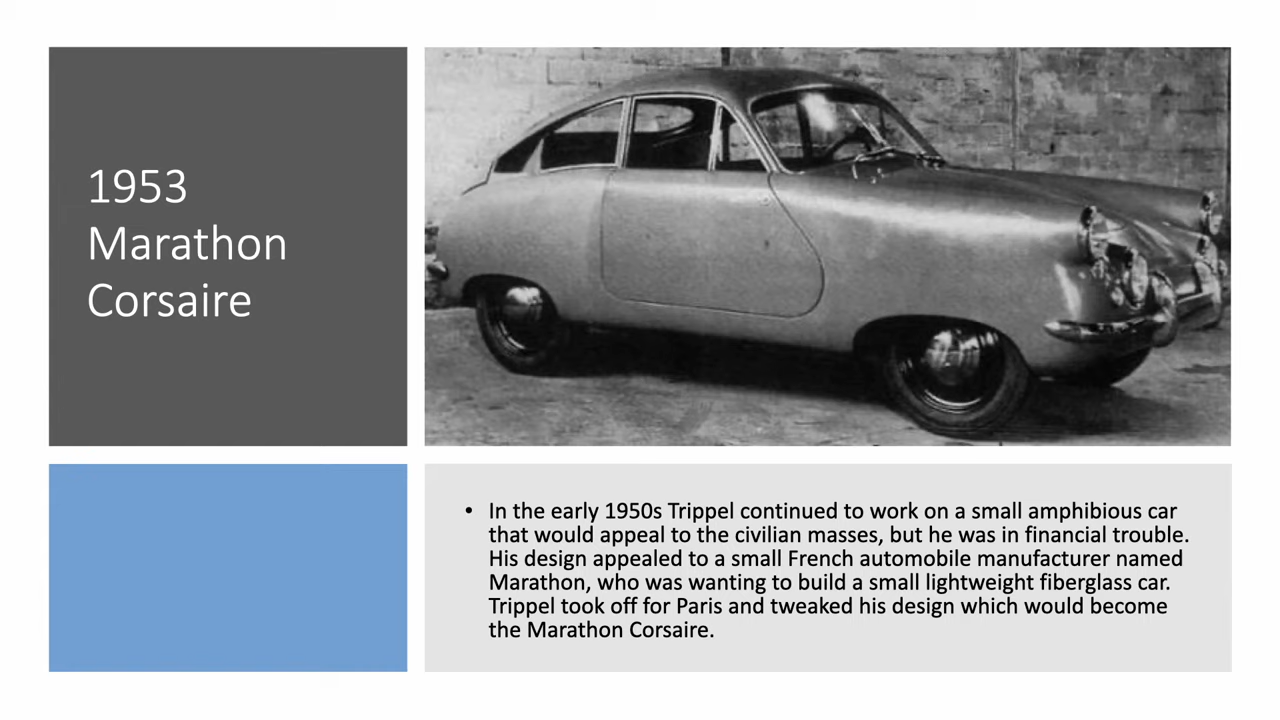 1953
Marathon
Corsaire
• In the early 1950s Trippel continued to work on a small amphibious car
that would appeal to the civilian masses, but he was in financial trouble.
His design appealed to a small French automobile manufacturer named
Marathon, who was wanting to build a small lightweight fiberglass car.
Trippel took off for Paris and tweaked his design which would become
the Marathon Corsaire.